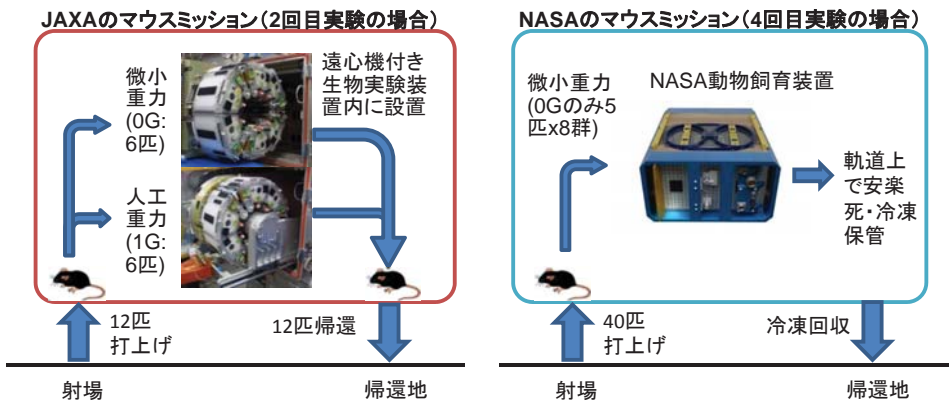 JAXAのマウスミッション(2回目実験の場合)
微小
重力
(0G:
6匹)
遠心機付き
生物実験装
置内に設置
人工
重力
(1G:
6匹)
12匹
打上げ
12匹帰還
射場
帰還地
NASAのマウスミッション(4回目実験の場合)
微小重力
(0Gのみ5
匹x8群)
NASA動物飼育装置
軌道上
で安楽
死・冷凍
保管
40匹
打上げ
冷凍回収
射場
帰還地